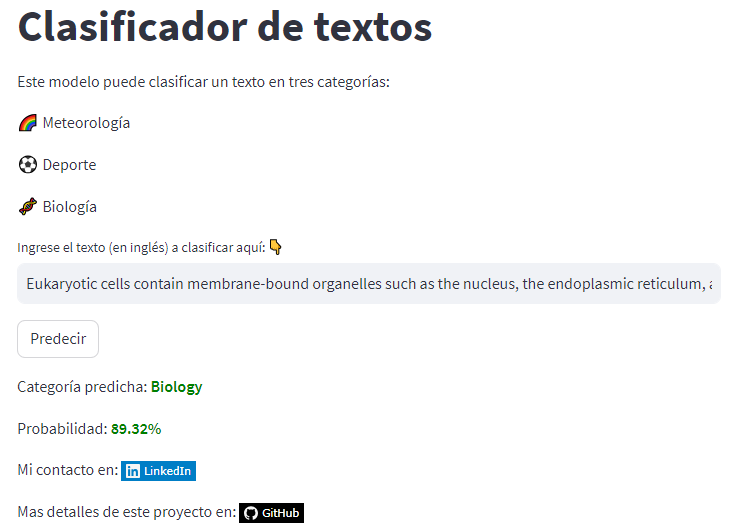 Clasificador de textos
Este modelo puede clasificar un texto en tres categorías:
Meteorología
Deporte
Biología
Ingrese el texto (en inglés) a clasificar aquí:
Eukaryotic cells contain membrane-bound organelles such as the nucleus, the endoplasmic reticulum,
Predecir
Categoría predicha: Biology
Probabilidad: 89.32%
Mi contacto en: LinkedIn
Mas detalles de este proyecto en: GitHub